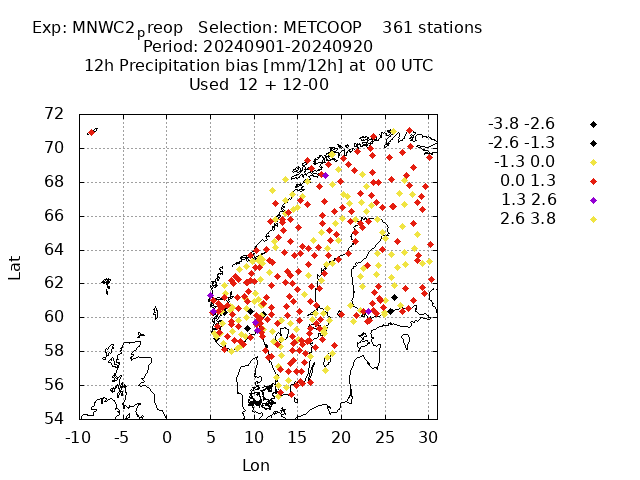 Exp: MNWC2preop Selection: METCOOP 361 stations
Period: 20240901-20240920
12h Precipitation bias [mm/12h] at 00 UTC
Used 12 + 12-00
-3.8 -2.6
-2.6 -1.3
-1.3 0.0
0.0 1.3
1.3 2.6
2.6 3.8
72
70
68
66
64
62
60
58
56
54
Lat
-10 -5 0 5 10 15 20 25 30
Lon